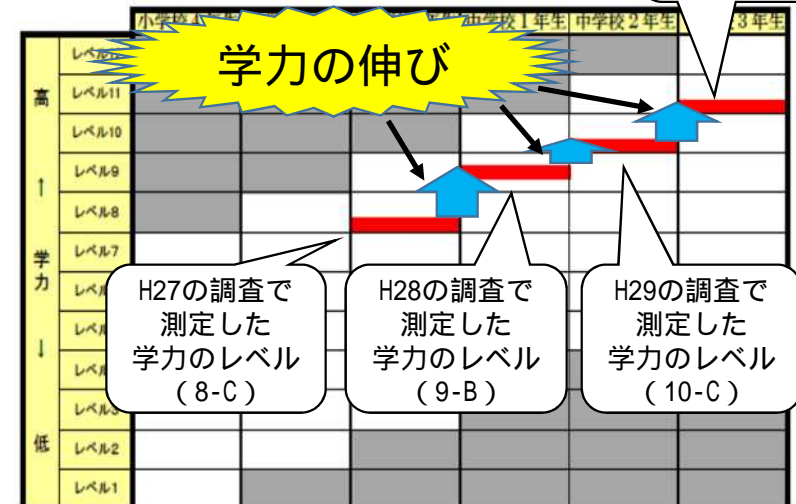 中学校1年生 中学校2年生 3年生
学力の伸び
高
↑
学
力
↓
低
レベル11
レベル10
レベル9
レベル8
レベル7
レベル3
レベル2
レベル1
H27の調査で
測定した
学力のレベル
(8-C)
H28の調査で
測定した
学力のレベル
(9-B)
H29の調査で
測定した
学力のレベル
(10-C)